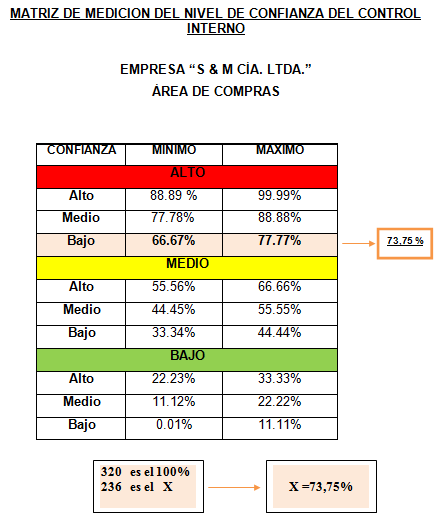 MATRIZ DE MEDICION DEL NIVEL DE CONFIANZA DEL CONTROL
INTERNO
EMPRESA “S & M CÍA. LTDA.”
ÁREA DE COMPRAS
CONFIANZA MINIMO MAXIMO
ALTO
Alto 88.89 % 99.99%
Medio 77.78% 88.88%
Bajo 66.67% 77.77% 73,75 %
MEDIO
Alto 55.56% 66.66%
Medio 44.45% 55.55%
Bajo 33.34% 44.44%
BAJO
Alto 22.23% 33.33%
Medio 11.12% 22.22%
Bajo 0.01% 11.11%
320 es el 100%
236 es el X
X =73,75%